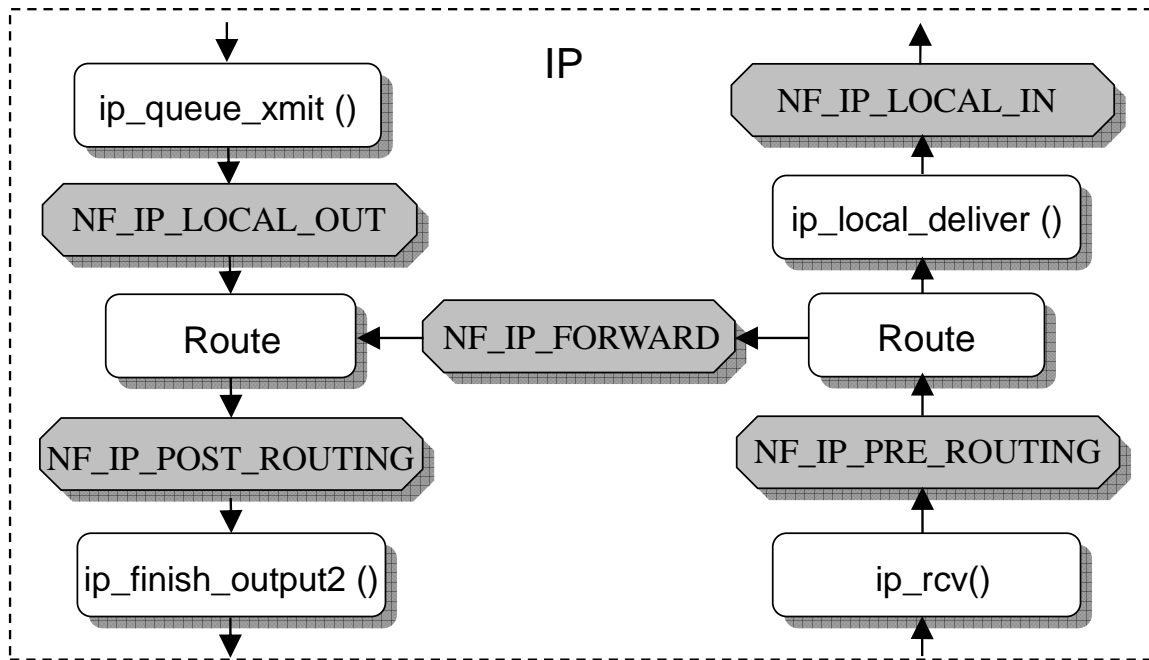 IP
ip_queue_xmit ()
NF_IP_LOCAL_OUT
Route
NF_IP_POST_ROUTING
ip_finish_output2 ()
NF_IP_FORWARD
NF_IP_LOCAL_IN
ip_local_deliver ()
Route
NF_IP_PRE_ROUTING
ip_rcv()